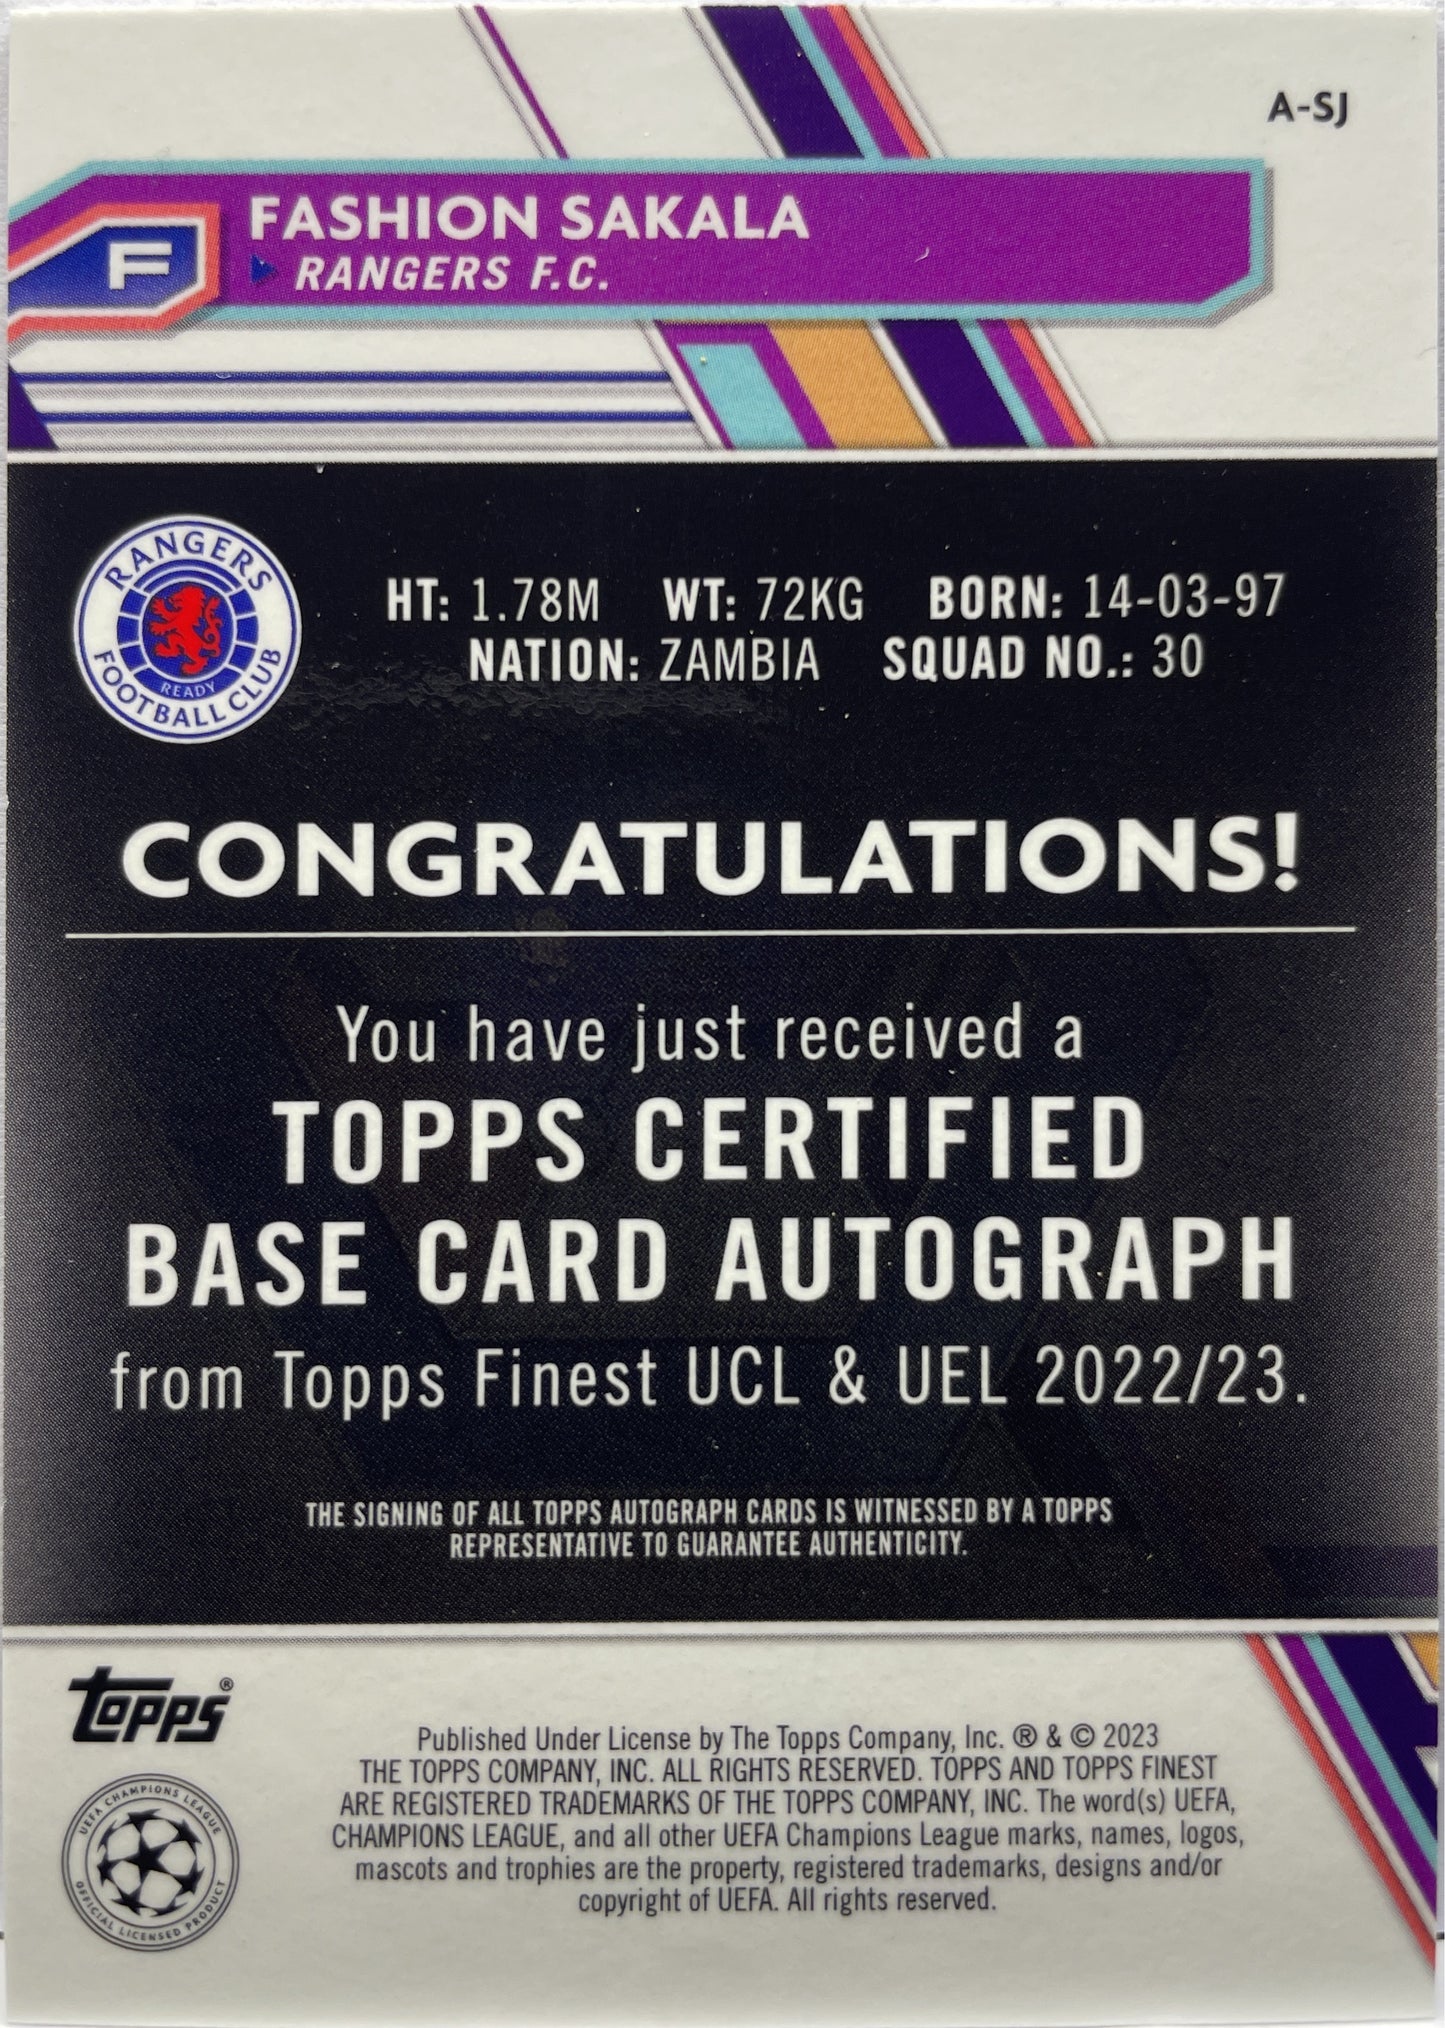 A-SJ
FASHION SAKALA
F
RANGERS F.C.
RANGERS
FOOTBALL CLUB
READY
HT: 1.78M WT: 72KG BORN: 14-03-97
NATION: ZAMBIA SQUAD NO.: 30
CONGRATULATIONS!
You have just received a
TOPPS CERTIFIED
BASE CARD AUTOGRAPH
from Topps Finest UCL & UEL 2022/23.
THE SIGNING OF ALL TOPPS AUTOGRAPH CARDS IS WITNESSED BY A TOPPS
REPRESENTATIVE TO GUARANTEE AUTHENTICITY.
Topps®
UEFA CHAMPIONS LEAGUE
OFFICIAL LICENSED PRODUCT
Published Under License by The Topps Company, Inc. ® & © 2023
THE TOPPS COMPANY, INC. ALL RIGHTS RESERVED. TOPPS AND TOPPS FINEST
ARE REGISTERED TRADEMARKS OF THE TOPPS COMPANY, INC. The word(s) UEFA,
CHAMPIONS LEAGUE, and all other UEFA Champions League marks, names, logos,
mascots and trophies are the property, registered trademarks, designs and/or
copyright of UEFA. All rights reserved.